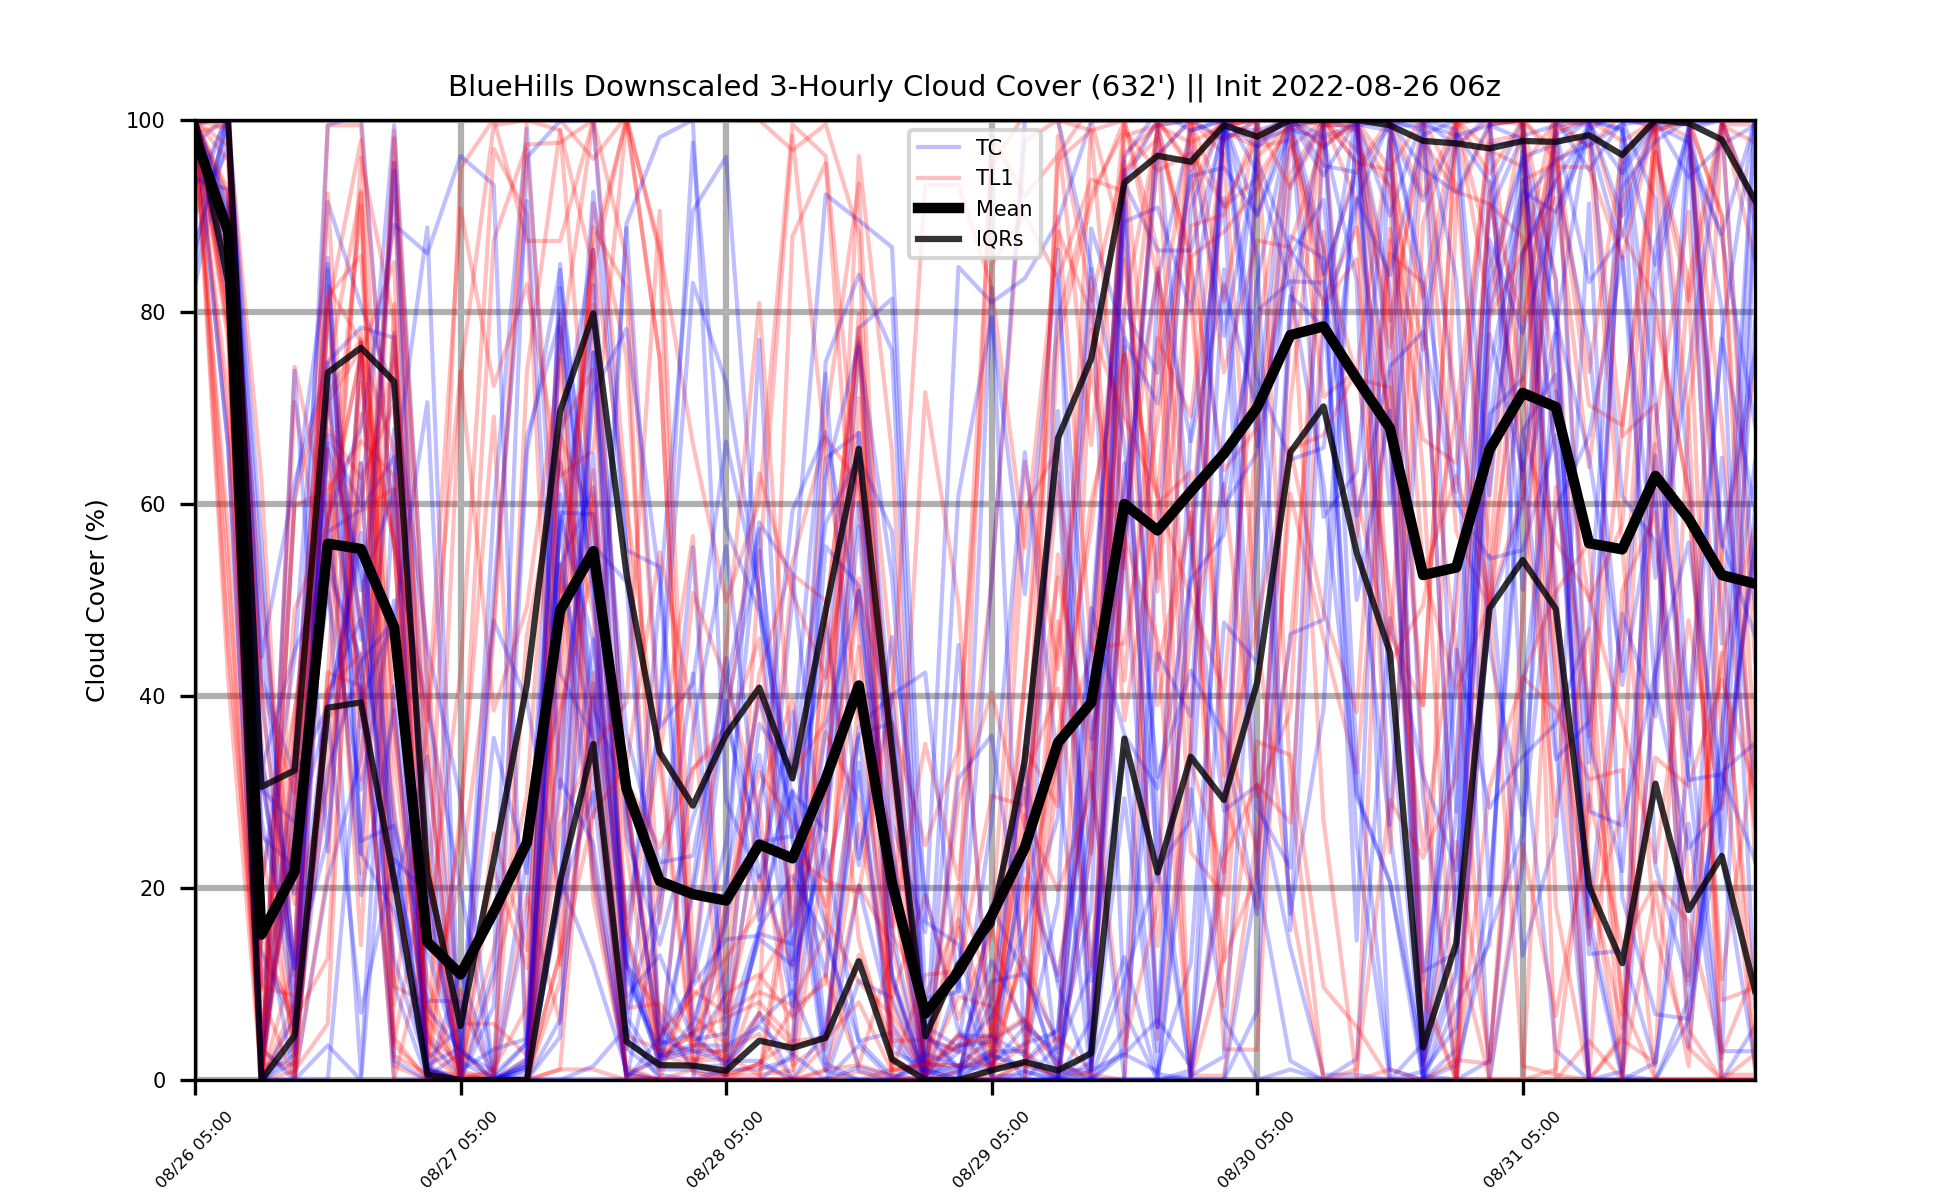 BlueHills Downscaled 3-Hourly Cloud Cover (632') || Init 2022-08-26 06z
TC
TL1
Mean
IQRs
Cloud Cover (%)
100
80
60
40
20
0
08/26 05:00
08/27 05:00
08/28 05:00
08/29 05:00
08/30 05:00
08/31 05:00